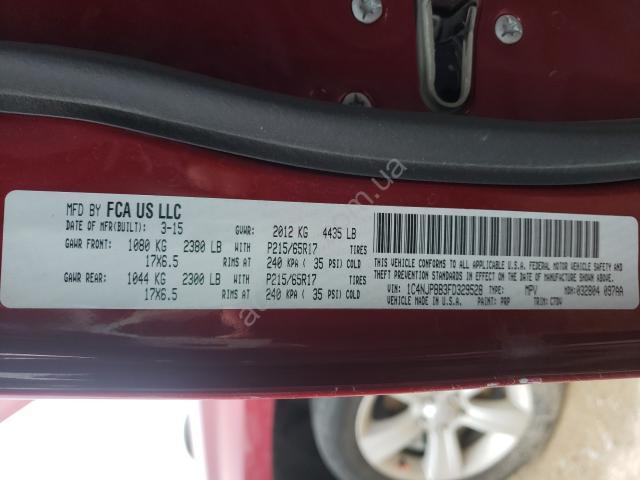 MFD BY FCA US LLC
DATE OF MFR(BUILT): 3-15 GVWR: 2012 KG 4435 LB
GAWR FRONT: 1080 KG 2380 LB WITH P215/65R17 TIRES
17X6.5 RIMS AT 240 KPA ( 35 PSI) COLD
GAWR REAR: 1044 KG 2300 LB WITH P215/65R17 TIRES
17X6.5 RIMS AT 240 KPA ( 35 PSI) COLD
THIS VEHICLE CONFORMS TO ALL APPLICABLE U.S.A. FEDERAL MOTOR VEHICLE SAFETY AND
THEFT PREVENTION STANDARDS IN EFFECT ON THE DATE OF MANUFACTURE SHOWN ABOVE.
VIN: 1C4NJPBB3FD329528 TYPE: MPV MDH: 032804 097AA
MADE IN U.S.A. PAINT: PRP TRIM: CTDV